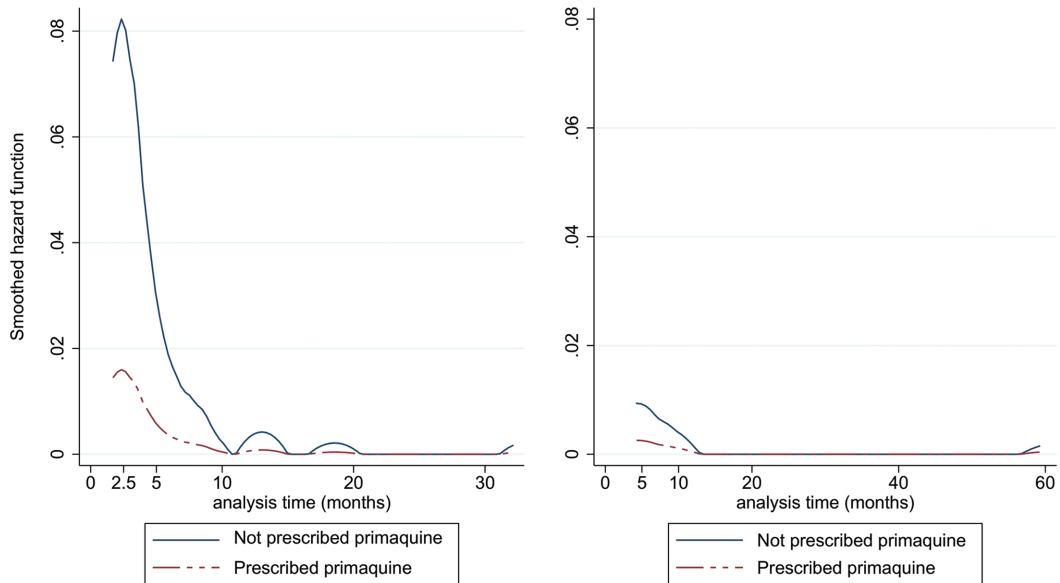 Smoothed hazard function
.08
.06
.04
.02
0
0 2.5 5 10 20 30
analysis time (months)
Not prescribed primaquine
Prescribed primaquine
.08
.06
.04
.02
0
0 5 10 20 40 60
analysis time (months)
Not prescribed primaquine
Prescribed primaquine